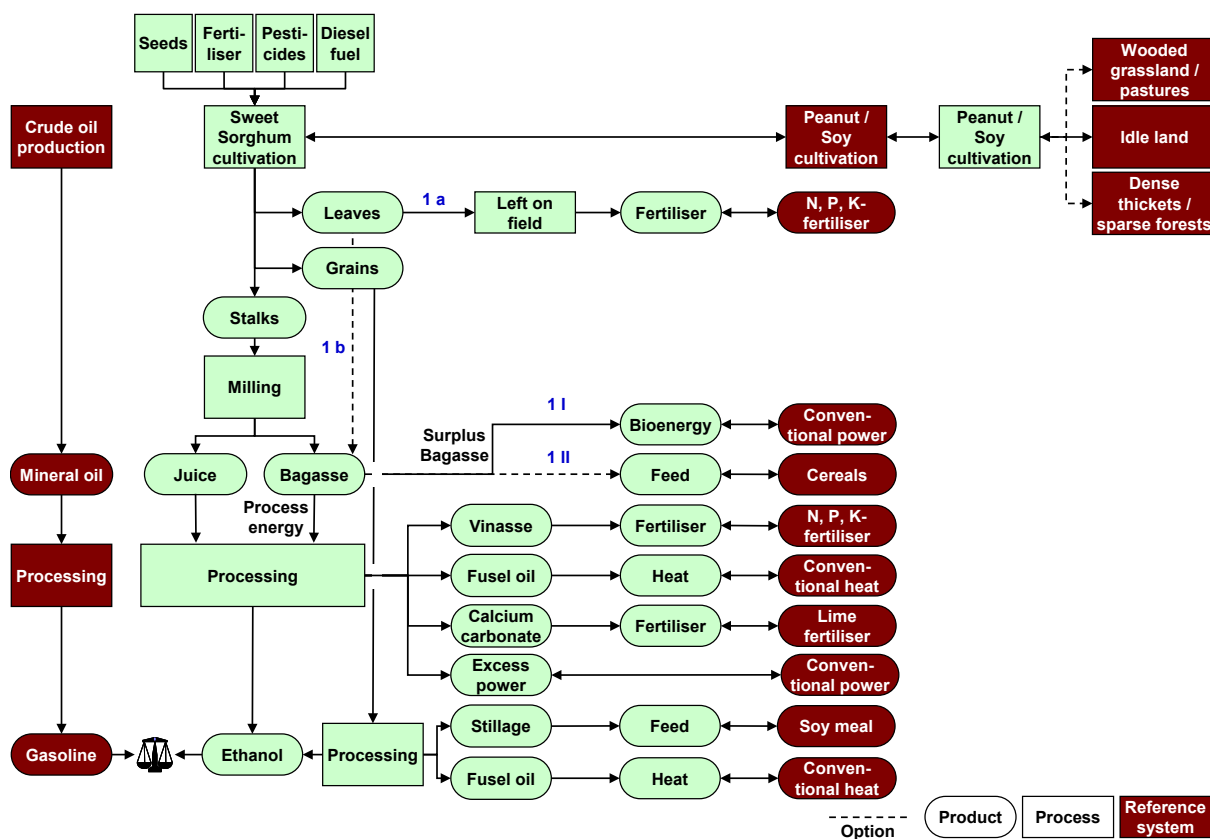 Seeds
Ferti-
liser
Pest-
icides
Diesel
fuel
Crude oil
production
Sweet
Sorghum
cultivation
Peanut /
Soy
cultivation
Peanut /
Soy
cultivation
Wooded
grassland /
pastures
Idle land
Dense
thickets /
sparse forests
Leaves
1 a
Left on
field
Fertiliser
N, P, K-
fertiliser
Grains
Stalks
1 b
Milling
1 I
Surplus
Bagasse
Bioenergy
Conven-
tional power
Mineral oil
Juice
Bagasse
1 II
Feed
Cereals
Process
energy
Vinasse
Fertiliser
N, P, K-
fertiliser
Processing
Processing
Fusel oil
Heat
Conven-
tional heat
Calcium
carbonate
Fertiliser
Lime
fertiliser
Excess
power
Conven-
tional power
Gasoline
Ethanol
Processing
Stillage
Feed
Soy meal
Fusel oil
Heat
Conven-
tional heat
Option
Product
Process
Reference
system